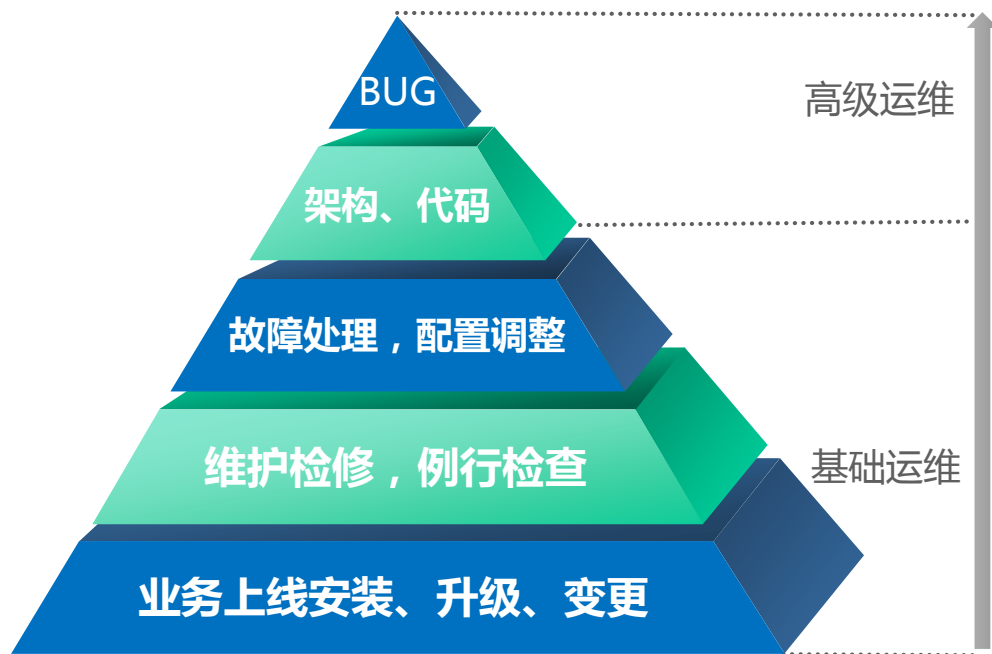 BUG
高级运维
架构、代码
故障处理，配置调整
维护检修，例行检查
基础运维
业务上线安装、升级、变更